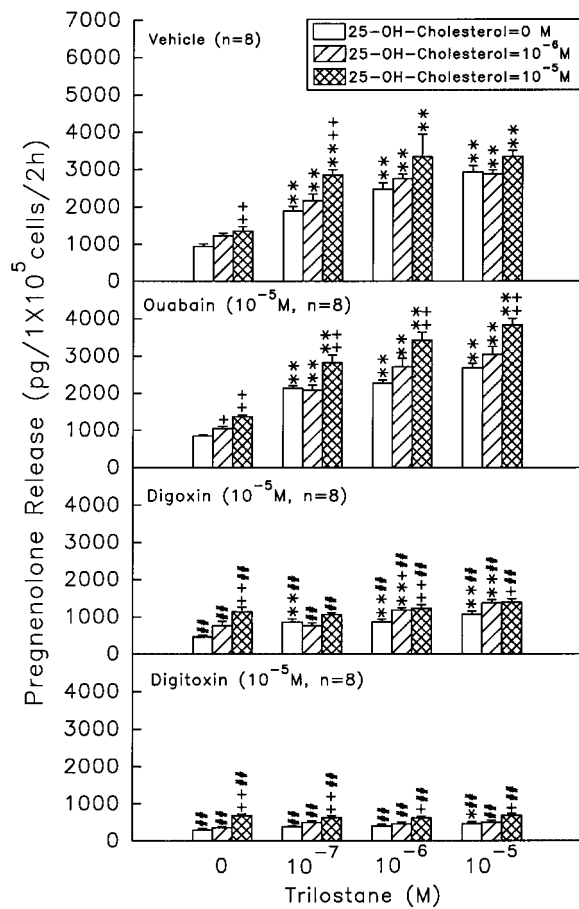 Pregnenolone Release (pg/1X10⁵ cells/2h)
Vehicle (n=8)
25-OH-Cholesterol=0 M
25-OH-Cholesterol=10⁻⁶M
25-OH-Cholesterol=10⁻⁵M
7000
6000
5000
4000
3000
2000
1000
0
Ouabain (10⁻⁵M, n=8)
4000
3000
2000
1000
0
Digoxin (10⁻⁵M, n=8)
4000
3000
2000
1000
0
Digitoxin (10⁻⁵M, n=8)
4000
3000
2000
1000
0
0 10⁻⁷ 10⁻⁶ 10⁻⁵
Trilostane (M)